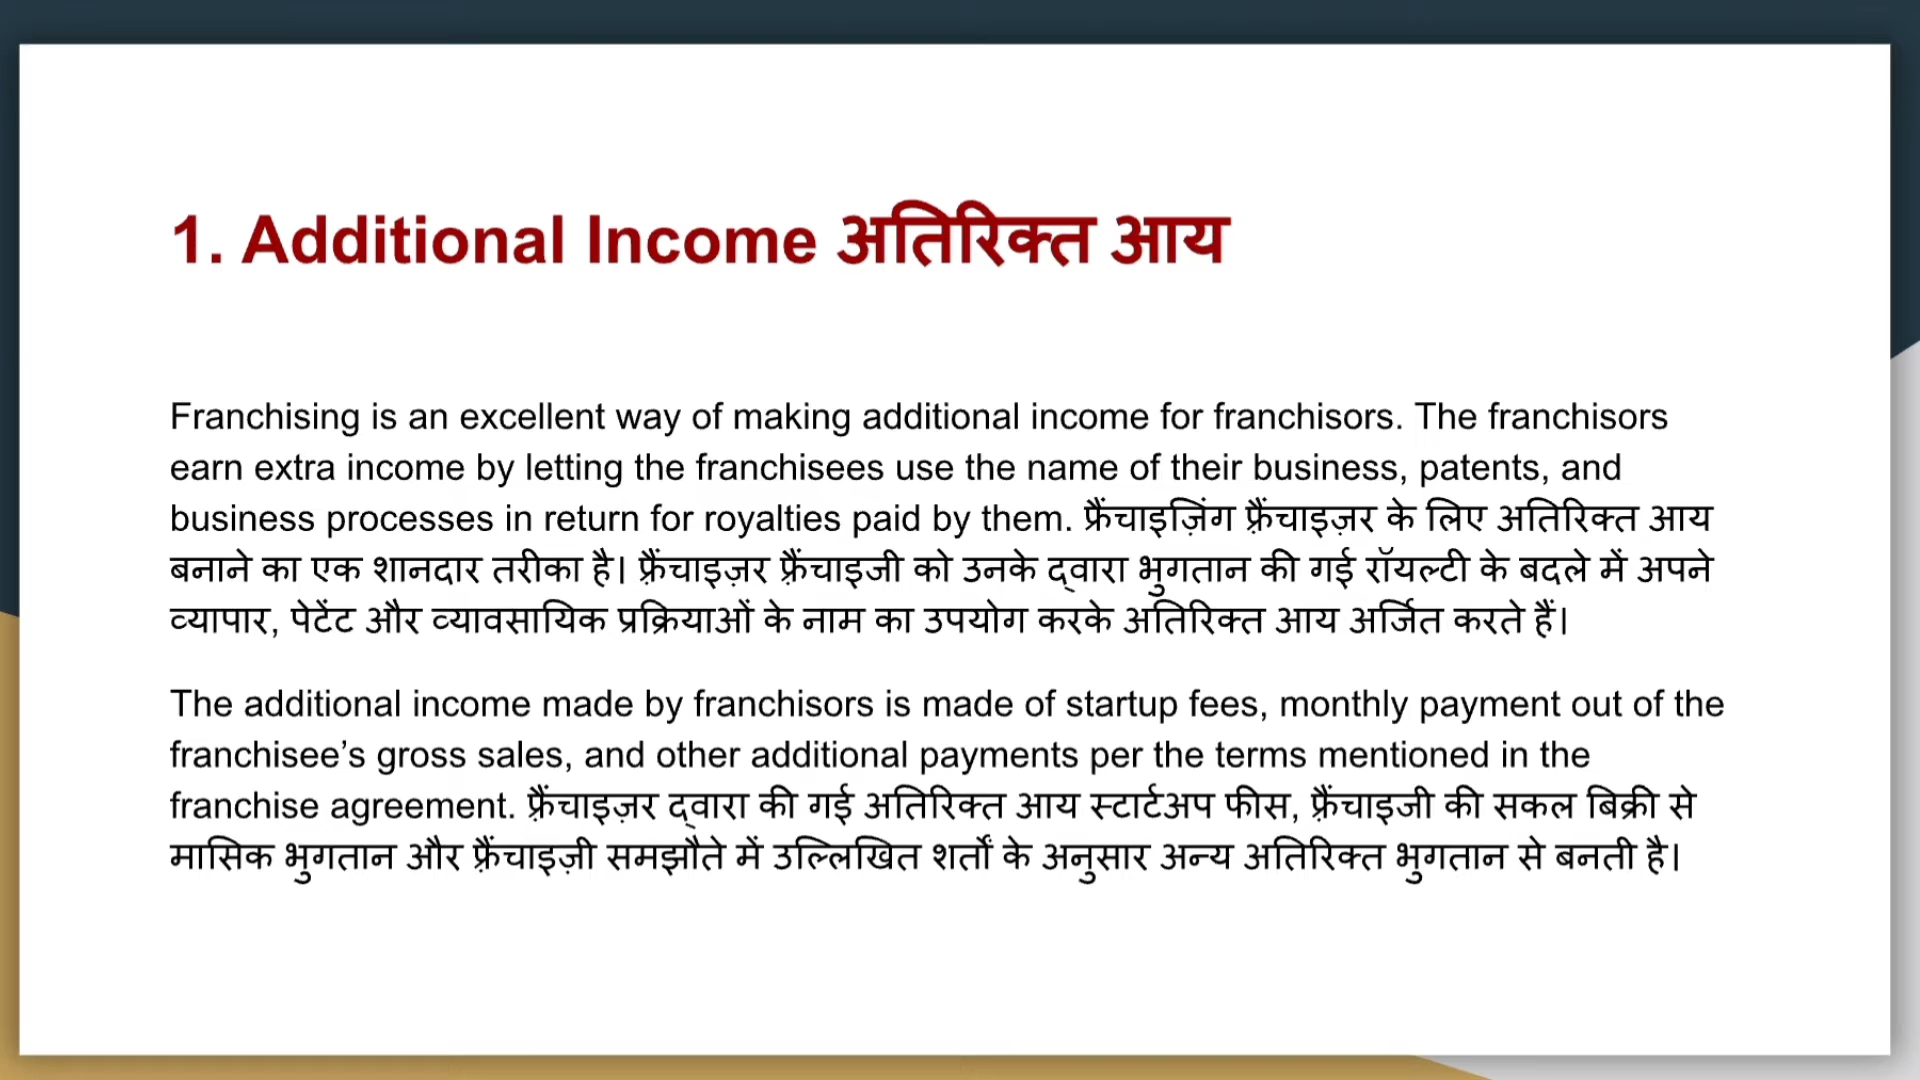 1. Additional Income अतिरिक्त आय
Franchising is an excellent way of making additional income for franchisors. The franchisors
earn extra income by letting the franchisees use the name of their business, patents, and
business processes in return for royalties paid by them. फ़्रैंचाइज़िंग फ़्रैंचाइज़र के लिए अतिरिक्त आय
बनाने का एक शानदार तरीका है। फ़्रैंचाइज़र फ़्रैंचाइजी को उनके द्वारा भुगतान की गई रॉयल्टी के बदले में अपने
व्यापार, पेटेंट और व्यावसायिक प्रक्रियाओं के नाम का उपयोग करके अतिरिक्त आय अर्जित करते हैं।
The additional income made by franchisors is made of startup fees, monthly payment out of the
franchisee’s gross sales, and other additional payments per the terms mentioned in the
franchise agreement. फ़्रैंचाइज़र द्वारा की गई अतिरिक्त आय स्टार्टअप फीस, फ़्रैंचाइजी की सकल बिक्री से
मासिक भुगतान और फ़्रैंचाइज़ी समझौते में उल्लिखित शर्तों के अनुसार अन्य अतिरिक्त भुगतान से बनती है।